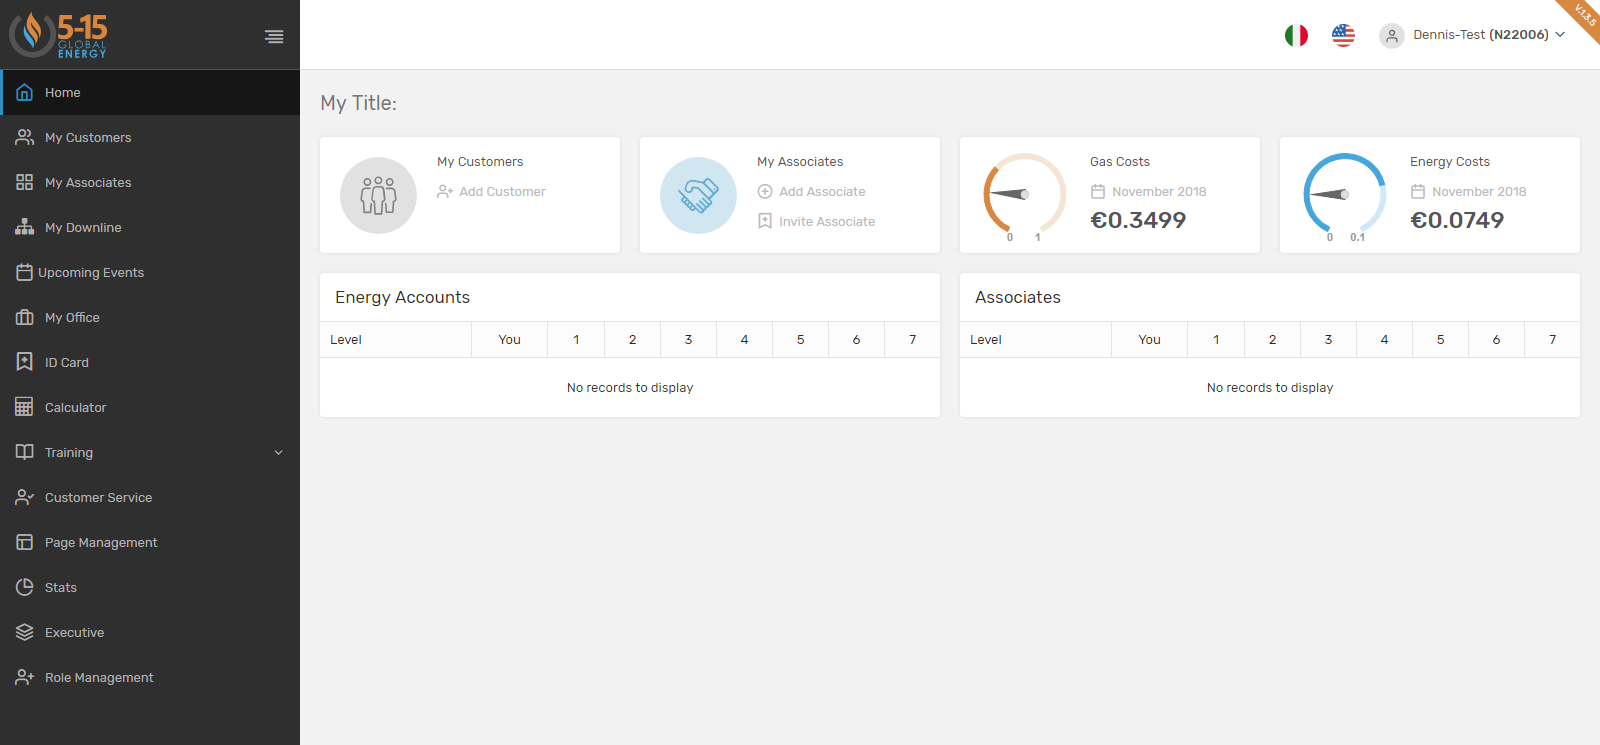 5-15
GLOBAL
ENERGY
Dennis-Test (N22006)
V.1.3.5
Home
My Customers
My Associates
My Downline
Upcoming Events
My Office
ID Card
Calculator
Training
Customer Service
Page Management
Stats
Executive
Role Management
My Title:
My Customers
Add Customer
My Associates
Add Associate
Invite Associate
Gas Costs
November 2018
€0.3499
0 1
Energy Costs
November 2018
€0.0749
0 0.1
Energy Accounts
Level You 1 2 3 4 5 6 7
No records to display
Associates
Level You 1 2 3 4 5 6 7
No records to display